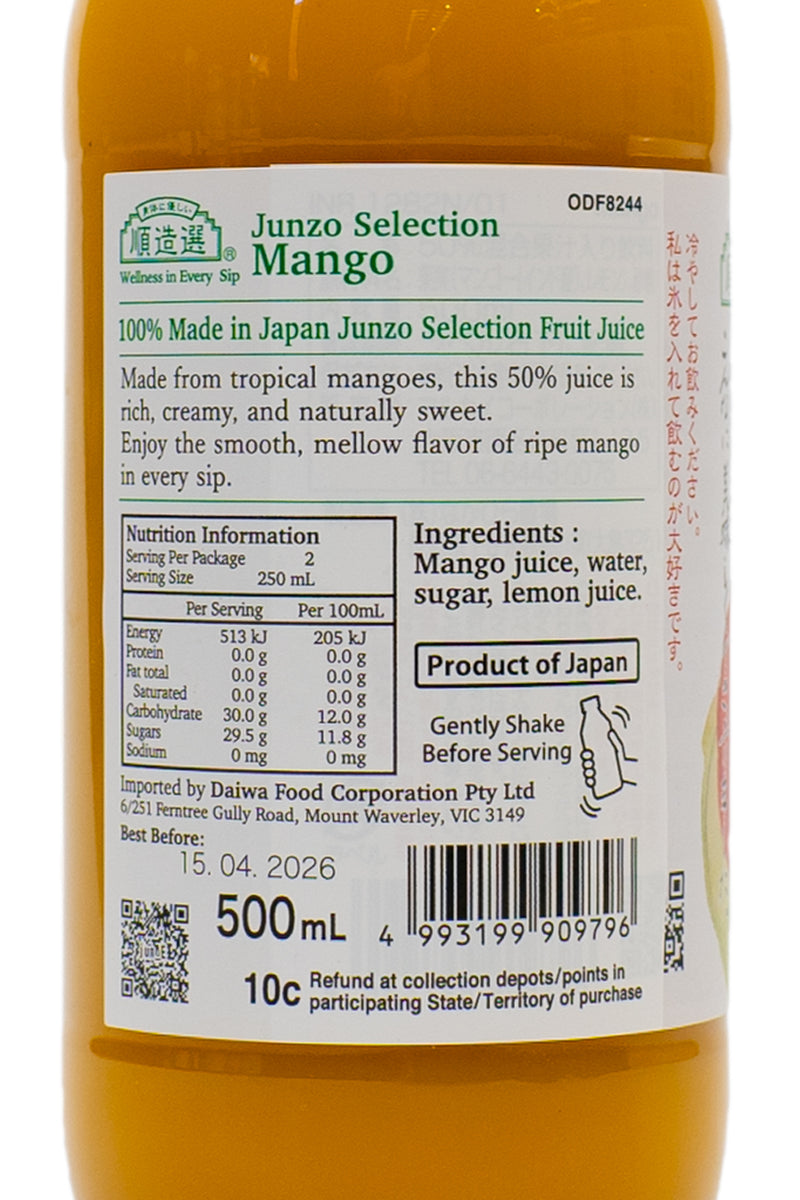 ODF8244
身体に優しい
順造選®
Wellness in Every Sip
Junzo Selection
Mango
100% Made in Japan Junzo Selection Fruit Juice
Made from tropical mangoes, this 50% juice is
rich, creamy, and naturally sweet.
Enjoy the smooth, mellow flavor of ripe mango
in every sip.
Nutrition Information
Serving Per Package 2
Serving Size 250 mL
Per Serving Per 100mL
Energy 513 kJ 205 kJ
Protein 0.0 g 0.0 g
Fat total 0.0 g 0.0 g
Saturated 0.0 g 0.0 g
Carbohydrate 30.0 g 12.0 g
Sugars 29.5 g 11.8 g
Sodium 0 mg 0 mg
Ingredients :
Mango juice, water,
sugar, lemon juice.
Product of Japan
Gently Shake
Before Serving
Imported by Daiwa Food Corporation Pty Ltd
6/251 Ferntree Gully Road, Mount Waverley, VIC 3149
Best Before:
15. 04. 2026
500mL
4 993199 909796
10c Refund at collection depots/points in
participating State/Territory of purchase
冷やしてお飲みください。
私は氷を入れて飲むのが大好きです。